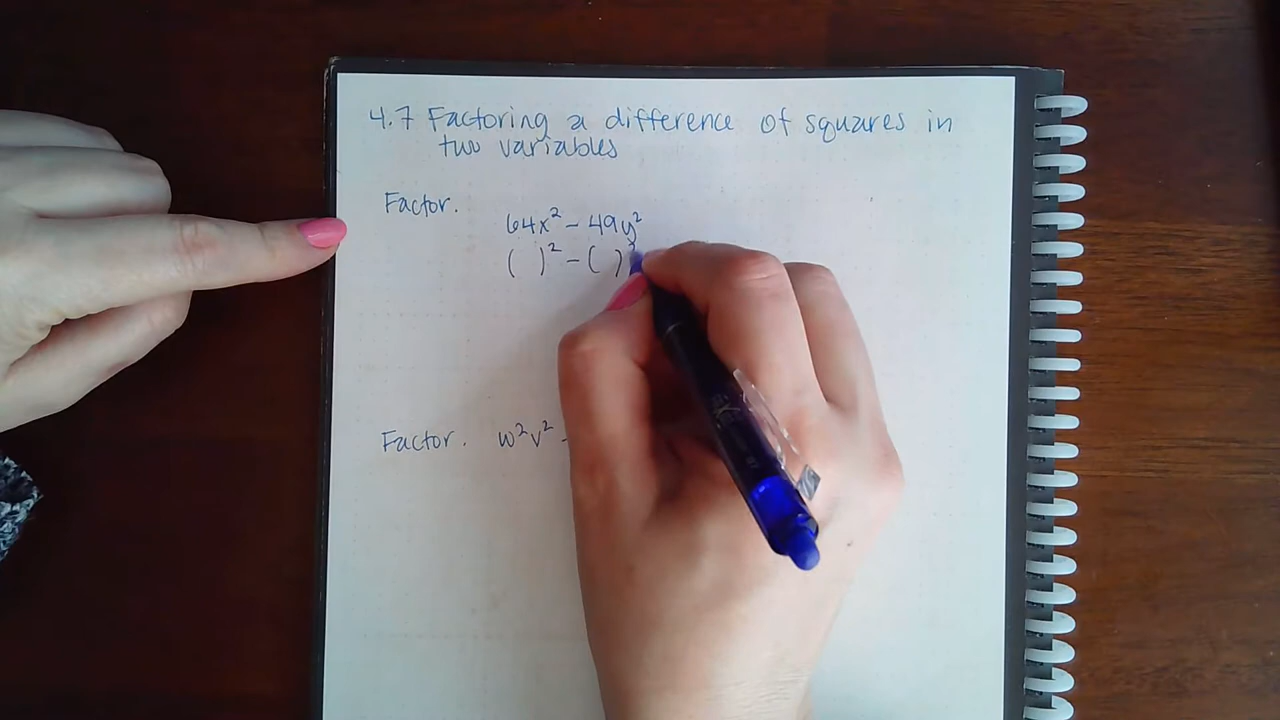 4.7 Factoring a difference of squares in
two variables
Factor.
64x² - 49y²
( )² - ( )²
Factor. w²v² -